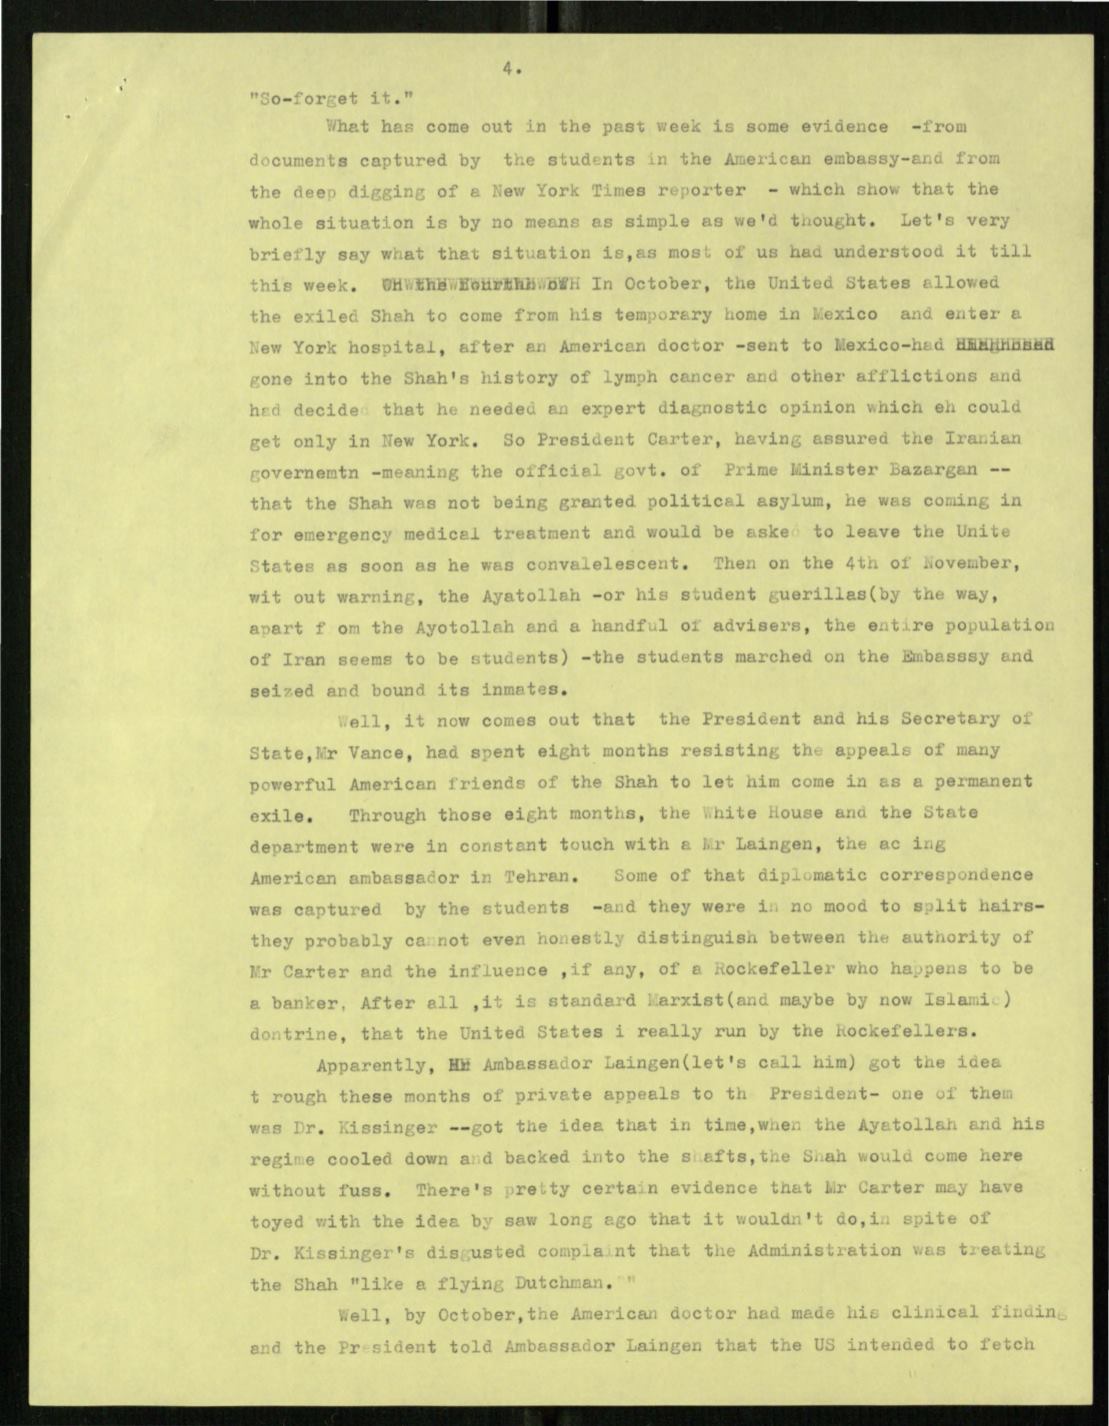 4.
"So-forget it."
What has come out in the past week is some evidence -from
documents captured by the students in the American embassy-and from
the deep digging of a New York Times reporter - which show that the
whole situation is by no means as simple as we'd thought. Let's very
briefly say what that situation is,as most of us had understood it till
this week. In October, the United States allowed
the exiled Shah to come from his temporary home in Mexico and enter a
New York hospital, after an American doctor -sent to Mexico-had
gone into the Shah's history of lymph cancer and other afflictions and
had decided that he needed an expert diagnostic opinion which eh could
get only in New York. So President Carter, having assured the Iranian
governemtn -meaning the official govt. of Prime Minister Bazargan --
that the Shah was not being granted political asylum, he was coming in
for emergency medical treatment and would be asked to leave the Unite
States as soon as he was convalelescent. Then on the 4th of November,
wit out warning, the Ayatollah -or his student guerillas(by the way,
apart f om the Ayotollah and a handful of advisers, the entire population
of Iran seems to be students) -the students marched on the Embasssy and
seized and bound its inmates.
Well, it now comes out that the President and his Secretary of
State,Mr Vance, had spent eight months resisting the appeals of many
powerful American friends of the Shah to let him come in as a permanent
exile. Through those eight months, the White House and the State
department were in constant touch with a Mr Laingen, the ac ing
American ambassador in Tehran. Some of that diplomatic correspondence
was captured by the students -and they were in no mood to split hairs-
they probably cannot even honestly distinguish between the authority of
Mr Carter and the influence ,if any, of a Rockefeller who happens to be
a banker. After all ,it is standard Marxist(and maybe by now Islamic)
dontrine, that the United States i really run by the Rockefellers.
Apparently, Ambassador Laingen(let's call him) got the idea
t rough these months of private appeals to th President- one of them
was Dr. Kissinger --got the idea that in time,when the Ayatollah and his
regime cooled down and backed into the shafts,the Shah would come here
without fuss. There's pretty certain evidence that Mr Carter may have
toyed with the idea by saw long ago that it wouldn't do,in spite of
Dr. Kissinger's disgusted complaint that the Administration was treating
the Shah "like a flying Dutchman. "
Well, by October,the American doctor had made his clinical finding
and the President told Ambassador Laingen that the US intended to fetch